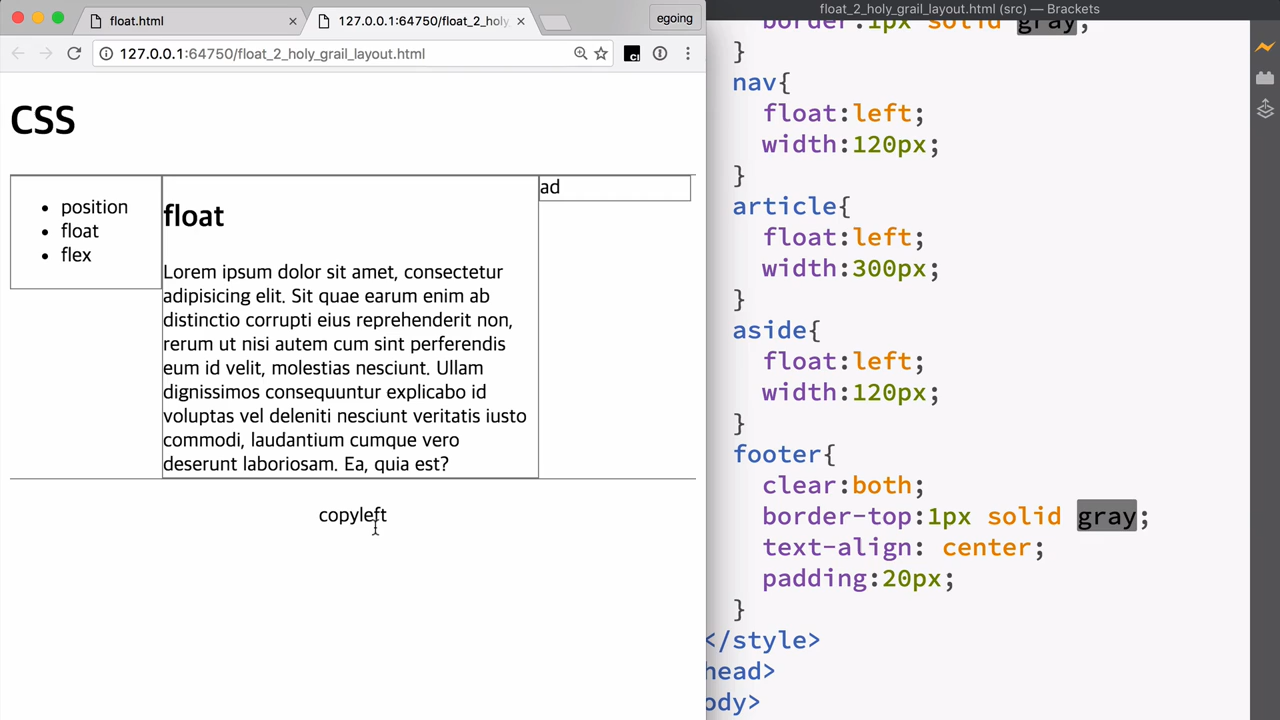 float.html
127.0.0.1:64750/float_2_holy
egoing
127.0.0.1:64750/float_2_holy_grail_layout.html
CSS
position
float
flex
float
Lorem ipsum dolor sit amet, consectetur
adipisicing elit. Sit quae earum enim ab
distinctio corrupti eius reprehenderit non,
rerum ut nisi autem cum sint perferendis
eum id velit, molestias nesciunt. Ullam
dignissimos consequuntur explicabo id
voluptas vel deleniti nesciunt veritatis iusto
commodi, laudantium cumque vero
deserunt laboriosam. Ea, quia est?
ad
copyleft
float_2_holy_grail_layout.html (src) — Brackets
border:1px solid gray;
}
nav{
float:left;
width:120px;
}
article{
float:left;
width:300px;
}
aside{
float:left;
width:120px;
}
footer{
clear:both;
border-top:1px solid gray;
text-align: center;
padding:20px;
}
</style>
head>
ody>